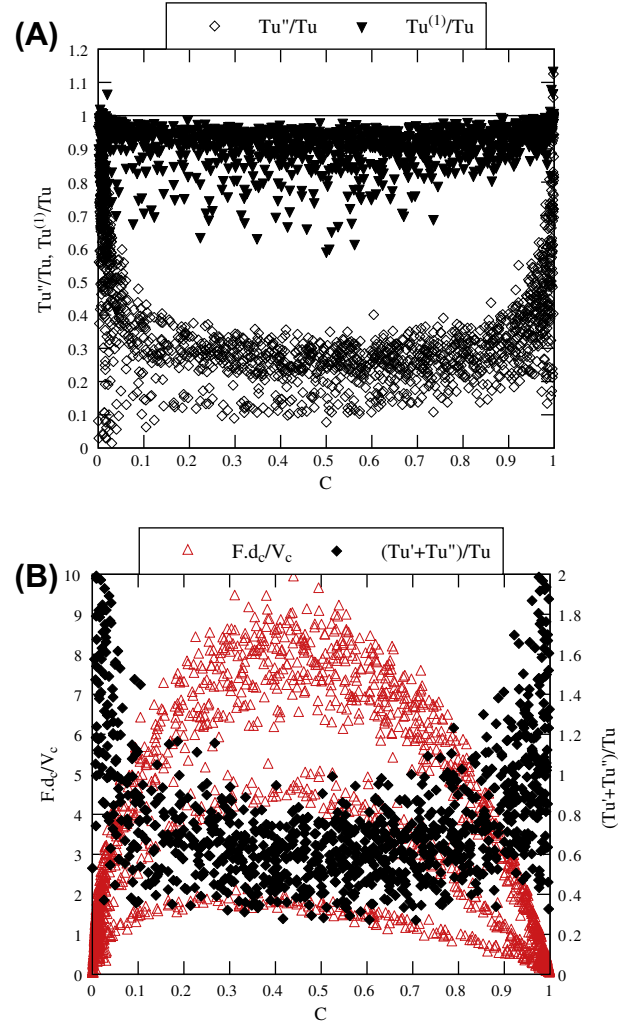 (A)
Tu"/Tu Tu(1)/Tu
1.2
1.1
1
0.9
0.8
0.7
0.6
0.5
0.4
0.3
0.2
0.1
0
Tu"/Tu, Tu(1)/Tu
0 0.1 0.2 0.3 0.4 0.5 0.6 0.7 0.8 0.9 1
C
(B)
F.dc/Vc (Tu'+Tu")/Tu
10 2
9 1.8
8 1.6
7 1.4
6 1.2
5 1
4 0.8
3 0.6
2 0.4
1 0.2
0 0
F.dc/Vc
(Tu'+Tu")/Tu
0 0.1 0.2 0.3 0.4 0.5 0.6 0.7 0.8 0.9 1
C